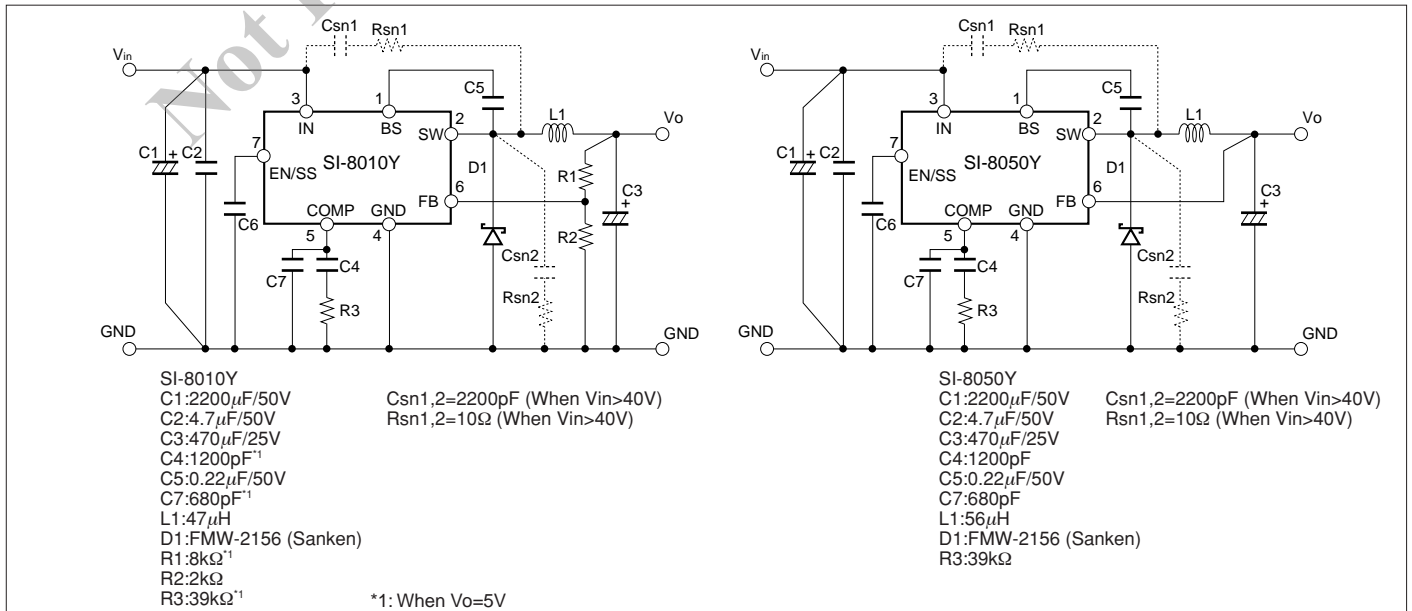 Not
Csn1 Rsn1
Vin
3
IN
1
BS
C5
L1
Vo
2
SW
C1 + C2
7
EN/SS
SI-8010Y
D1
R1
6
FB
C3
+
C6
COMP
5
GND
4
R2
C7
C4
Csn2
R3
Rsn2
GND
GND
SI-8010Y
C1:2200μF/50V
C2:4.7μF/50V
C3:470μF/25V
C4:1200pF*1
C5:0.22μF/50V
C7:680pF*1
L1:47μH
D1:FMW-2156 (Sanken)
R1:8kΩ*1
R2:2kΩ
R3:39kΩ*1
Csn1,2=2200pF (When Vin>40V)
Rsn1,2=10Ω (When Vin>40V)
*1: When Vo=5V
Csn1 Rsn1
Vin
3
IN
1
BS
C5
L1
Vo
2
SW
C1 + C2
7
EN/SS
SI-8050Y
D1
6
FB
C3
+
C6
COMP
5
GND
4
C7
C4
Csn2
R3
Rsn2
GND
GND
SI-8050Y
C1:2200μF/50V
C2:4.7μF/50V
C3:470μF/25V
C4:1200pF
C5:0.22μF/50V
C7:680pF
L1:56μH
D1:FMW-2156 (Sanken)
R3:39kΩ
Csn1,2=2200pF (When Vin>40V)
Rsn1,2=10Ω (When Vin>40V)